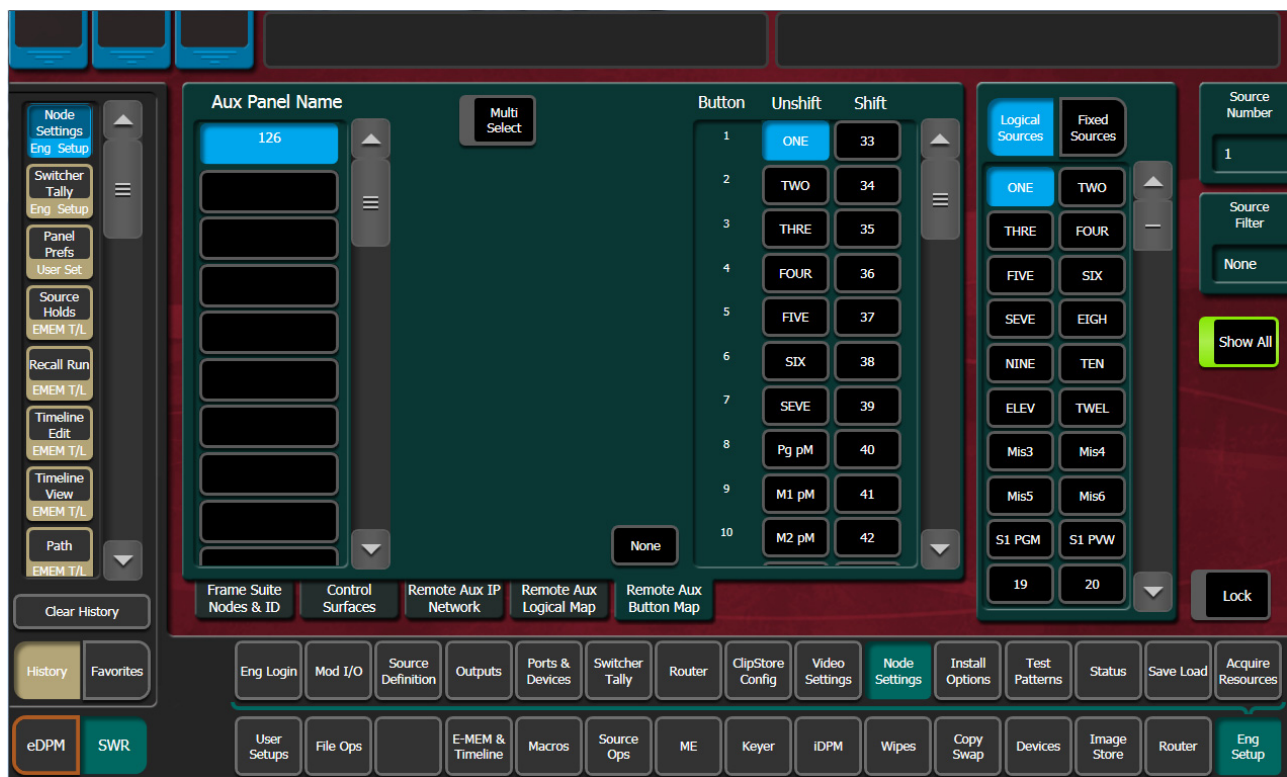 Node
Settings
Eng Setup
Switcher
Tally
Eng Setup
Panel
Prefs
User Set
Source
Holds
EMEM T/L
Recall Run
EMEM T/L
Timeline
Edit
EMEM T/L
Timeline
View
EMEM T/L
Path
EMEM T/L
Clear History
History
Favorites
Aux Panel Name
126
Multi
Select
None
Button Unshift Shift
1 ONE 33
2 TWO 34
3 THRE 35
4 FOUR 36
5 FIVE 37
6 SIX 38
7 SEVE 39
8 Pg pM 40
9 M1 pM 41
10 M2 pM 42
Logical
Sources
Fixed
Sources
ONE TWO
THRE FOUR
FIVE SIX
SEVE EIGH
NINE TEN
ELEV TWEL
Mis3 Mis4
Mis5 Mis6
S1 PGM S1 PVW
19 20
Source
Number
1
Source
Filter
None
Show All
Lock
Frame Suite
Nodes & ID
Control
Surfaces
Remote Aux IP
Network
Remote Aux
Logical Map
Remote Aux
Button Map
Eng Login
Mod I/O
Source
Definition
Outputs
Ports &
Devices
Switcher
Tally
Router
ClipStore
Config
Video
Settings
Node
Settings
Install
Options
Test
Patterns
Status
Save Load
Acquire
Resources
eDPM
SWR
User
Setups
File Ops
E-MEM &
Timeline
Macros
Source
Ops
ME
Keyer
iDPM
Wipes
Copy
Swap
Devices
Image
Store
Router
Eng
Setup